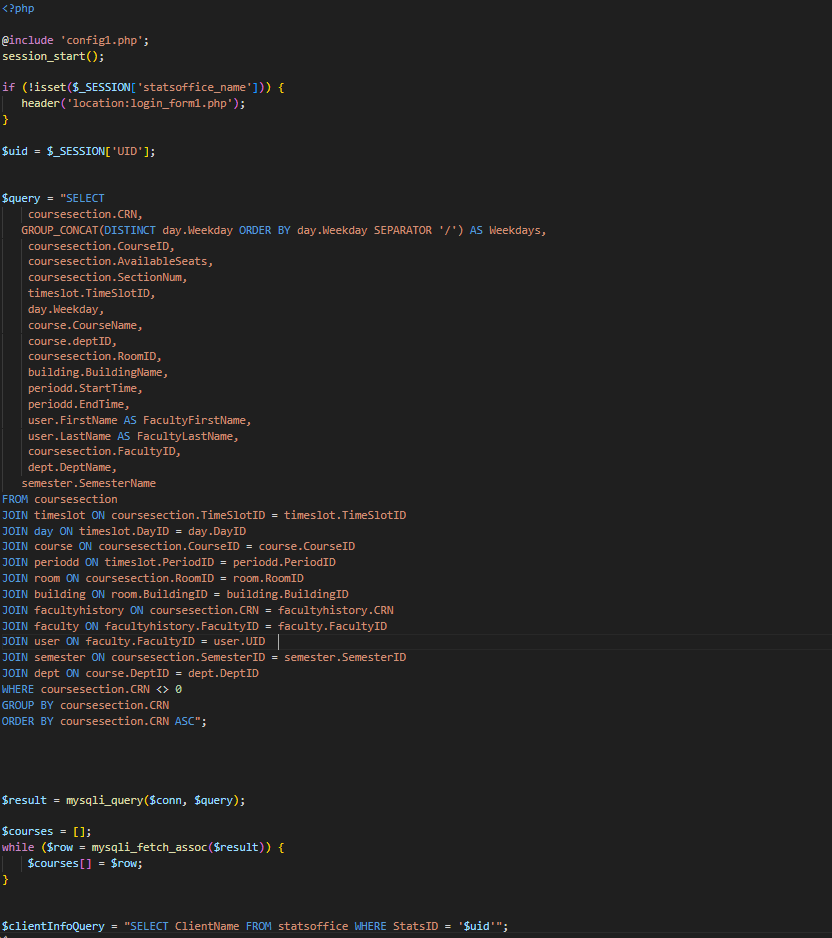 <?php
@include 'config1.php';
session_start();
if (!isset($_SESSION['statsoffice_name'])) {
header('location:login_form1.php');
}
$uid = $_SESSION['UID'];
$query = "SELECT
coursesection.CRN,
GROUP_CONCAT(DISTINCT day.Weekday ORDER BY day.Weekday SEPARATOR '/') AS Weekdays,
coursesection.CourseID,
coursesection.AvailableSeats,
coursesection.SectionNum,
timeslot.TimeSlotID,
day.Weekday,
course.CourseName,
course.deptID,
coursesection.RoomID,
building.BuildingName,
periodd.StartTime,
periodd.EndTime,
user.FirstName AS FacultyFirstName,
user.LastName AS FacultyLastName,
coursesection.FacultyID,
dept.DeptName,
semester.SemesterName
FROM coursesection
JOIN timeslot ON coursesection.TimeSlotID = timeslot.TimeSlotID
JOIN day ON timeslot.DayID = day.DayID
JOIN course ON coursesection.CourseID = course.CourseID
JOIN periodd ON timeslot.PeriodID = periodd.PeriodID
JOIN room ON coursesection.RoomID = room.RoomID
JOIN building ON room.BuildingID = building.BuildingID
JOIN facultyhistory ON coursesection.CRN = facultyhistory.CRN
JOIN faculty ON facultyhistory.FacultyID = faculty.FacultyID
JOIN user ON faculty.FacultyID = user.UID
JOIN semester ON coursesection.SemesterID = semester.SemesterID
JOIN dept ON course.DeptID = dept.DeptID
WHERE coursesection.CRN <> 0
GROUP BY coursesection.CRN
ORDER BY coursesection.CRN ASC";
$result = mysqli_query($conn, $query);
$courses = [];
while ($row = mysqli_fetch_assoc($result)) {
$courses[] = $row;
}
$clientInfoQuery = "SELECT ClientName FROM statsoffice WHERE StatsID = '$uid'";